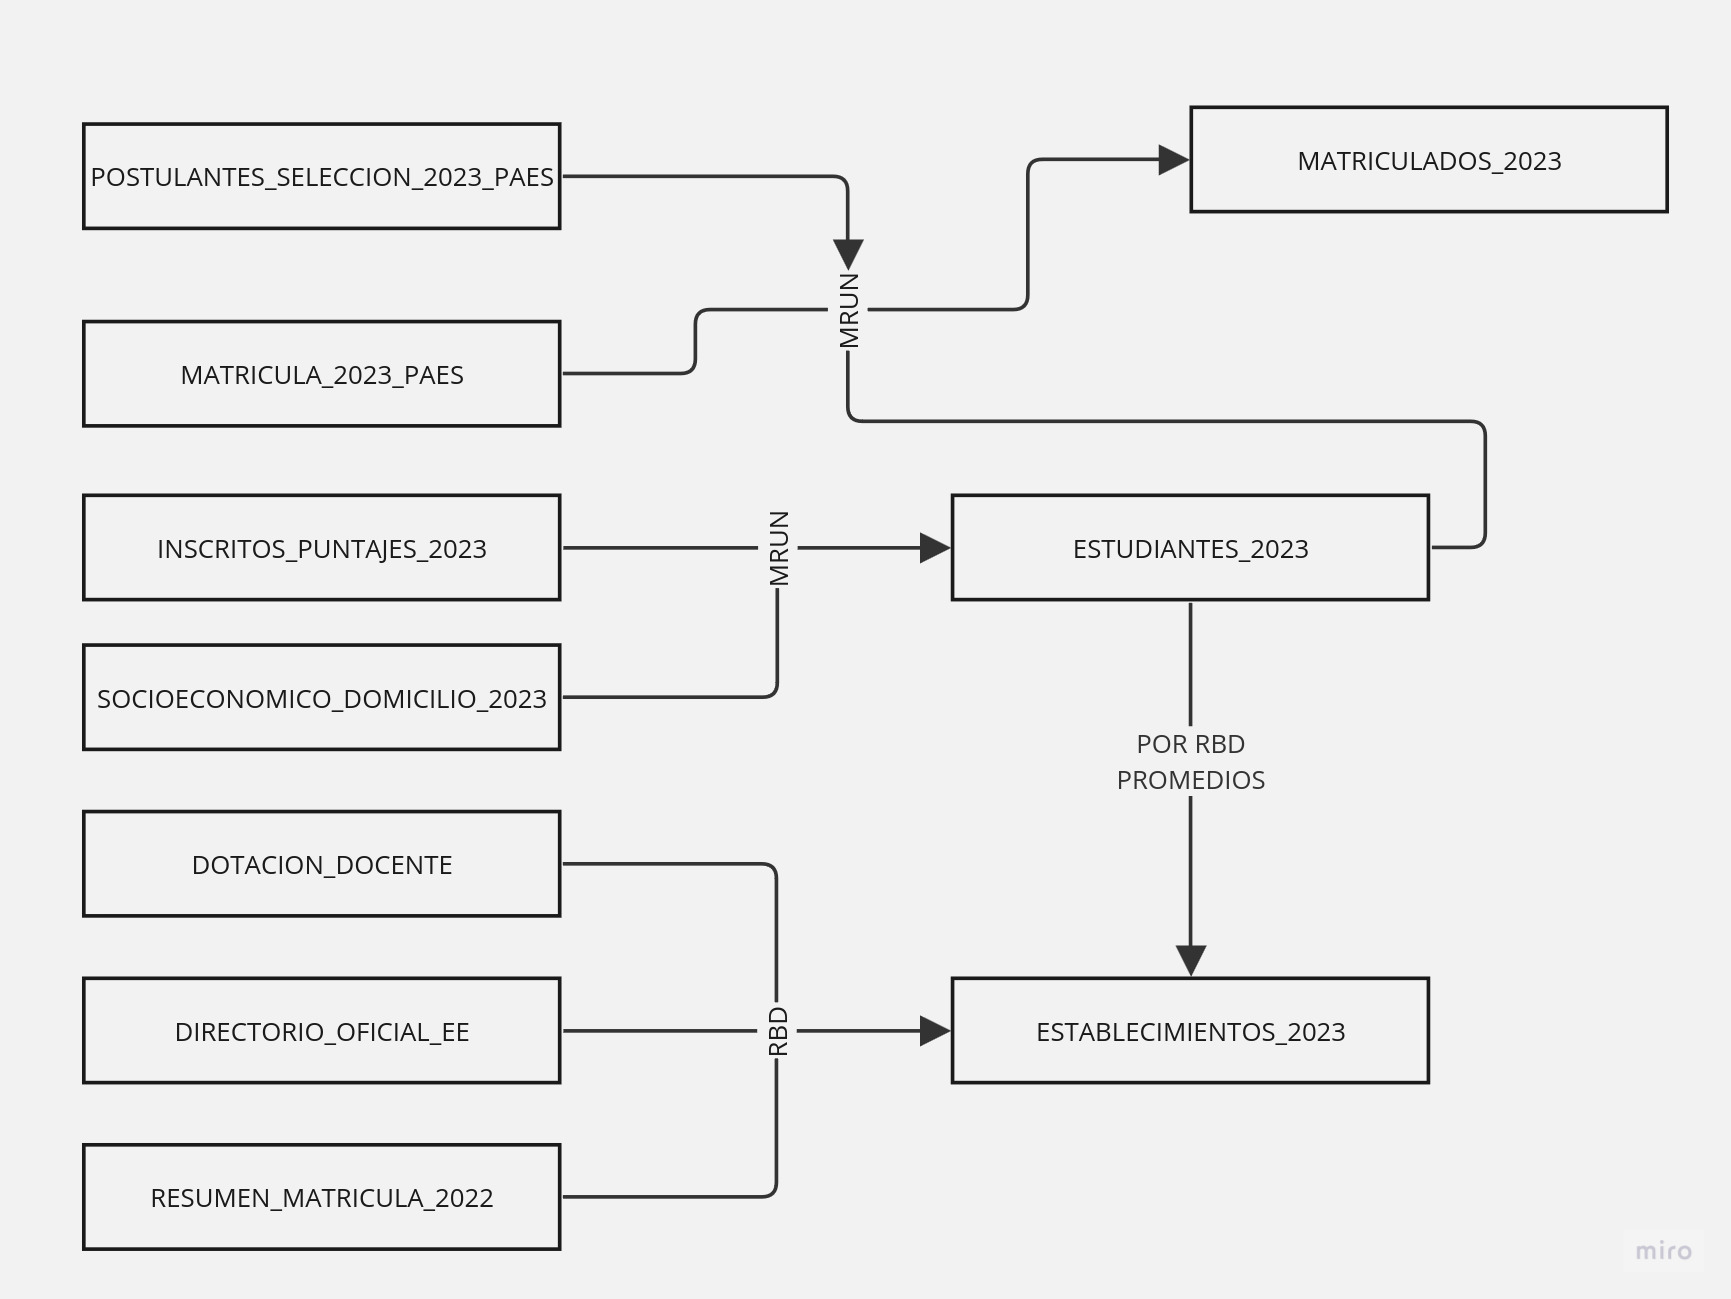 POSTULANTES_SELECCION_2023_PAES
MATRICULADOS_2023
MRUN
MATRICULA_2023_PAES
INSCRITOS_PUNTAJES_2023
MRUN
ESTUDIANTES_2023
SOCIOECONOMICO_DOMICILIO_2023
POR RBD
PROMEDIOS
DOTACION_DOCENTE
DIRECTORIO_OFICIAL_EE
RBD
ESTABLECIMIENTOS_2023
RESUMEN_MATRICULA_2022
miro